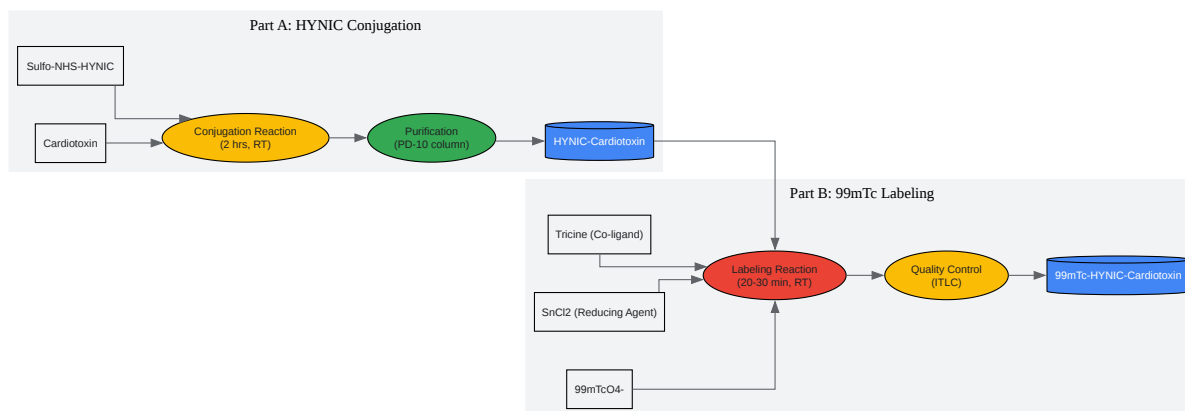 Part A: HYNIC Conjugation
Sulfo-NHS-HYNIC
Cardiotoxin
Conjugation Reaction
(2 hrs, RT)
Purification
(PD-10 column)
HYNIC-Cardiotoxin
Part B: 99mTc Labeling
Tricine (Co-ligand)
SnCl2 (Reducing Agent)
99mTcO4-
Labeling Reaction
(20-30 min, RT)
Quality Control
(ITLC)
99mTc-HYNIC-Cardiotoxin